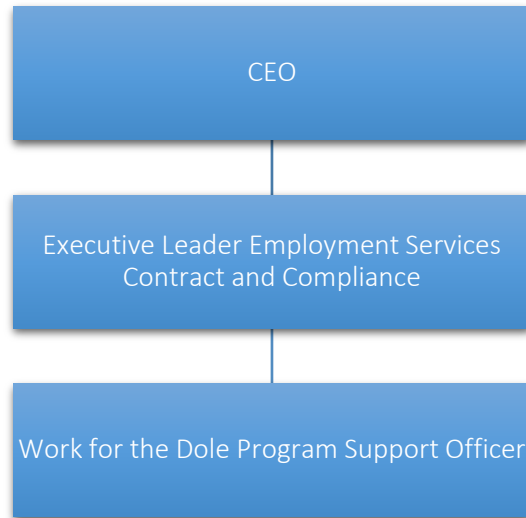 CEO
Executive Leader Employment Services
Contract and Compliance
Work for the Dole Program Support Officer